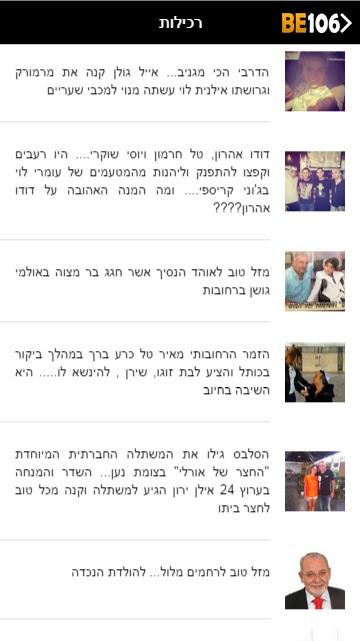 רכילות
BE106
הדרבי הכי מגניב... אייל גולן קנה את מרמורק
וגרושתו אילנית לוי עשתה מנוי למכבי שעריים
דודו אהרון, טל חרמון ויוסי שוקרי.... היו רעבים
וקפצו להתפנק וליהנות מהמטעמים של עומרי לוי
בג'וני קריספי.... ומה המנה האהובה על דודו
אהרון????
מזל טוב לאוהד הנסיך אשר חגג בר מצוה באולמי
גושן ברחובות
הזמר הרחובותי מאיר טל כרע ברך במהלך ביקור
בכותל והציע לבת זוגו, שירן , להינשא לו..... היא
השיבה בחיוב
הסלבס גילו את המשתלה החברתית המיוחדת
"החצר של אורלי" בצומת נען... השדר והמנחה
בערוץ 24 אילן ירון הגיע למשתלה וקנה מכל טוב
לחצר ביתו
מזל טוב לרחמים מלול... להולדת הנכדה